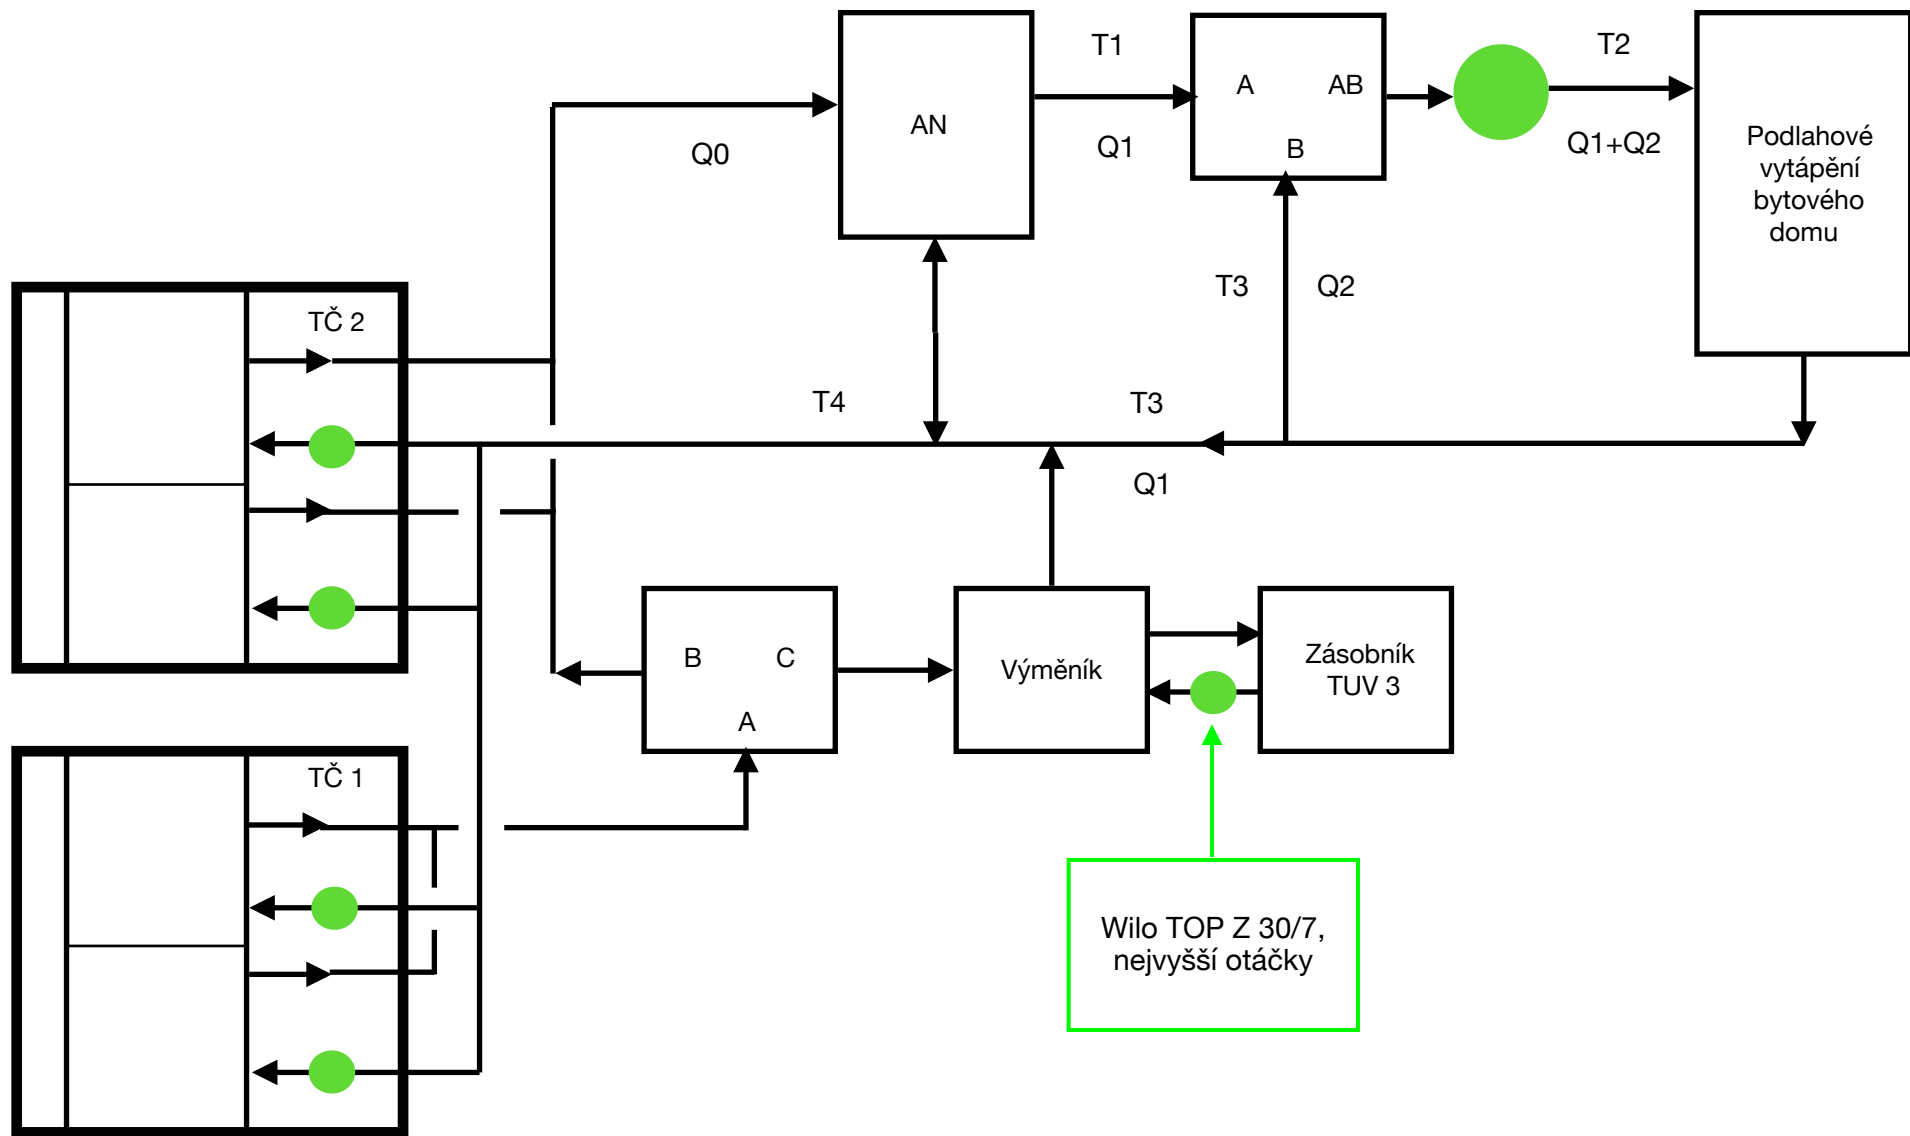 T1
T2
A
AB
AN
Q0
Q1
B
Q1+Q2
Podlahové
vytápění
bytového
domu
T3
Q2
TČ 2
T4
T3
Q1
B
C
A
Výměník
Zásobník
TUV 3
TČ 1
Wilo TOP Z 30/7,
nejvyšší otáčky